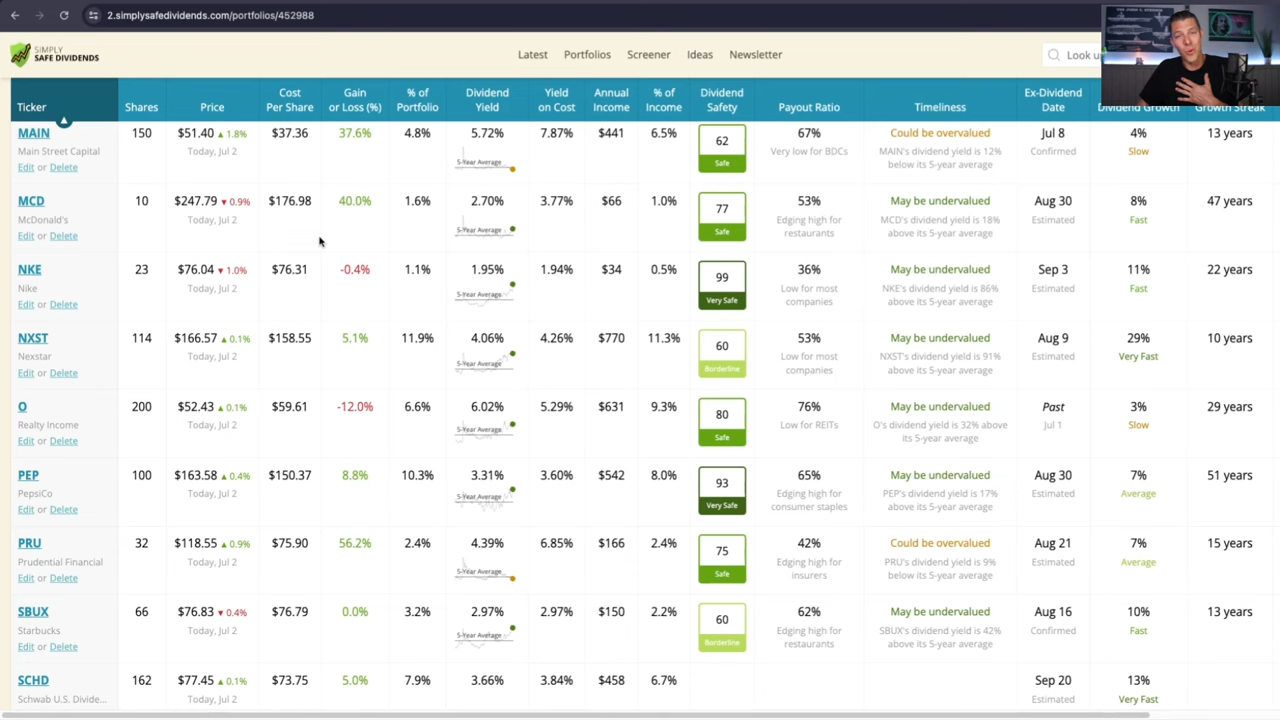 2.simplysafedividends.com/portfolios/452988
SIMPLY
SAFE DIVIDENDS
Latest Portfolios Screener Ideas Newsletter
Look
Ticker Shares Price Cost Per Share Gain or Loss (%) % of Portfolio Dividend Yield Yield on Cost Annual Income % of Income Dividend Safety Payout Ratio Timeliness Ex-Dividend Date Dividend Growth Growth Streak
MAIN 150 $51.40 ▲ 1.8% $37.36 37.6% 4.8% 5.72% 7.87% $441 6.5% 62 67% Could be overvalued Jul 8 4% 13 years
Main Street Capital Today, Jul 2 5-Year Average Safe Very low for BDCs MAIN's dividend yield is 12% Confirmed Slow
Edit or Delete below its 5-year average
MCD 10 $247.79 ▼ 0.9% $176.98 40.0% 1.6% 2.70% 3.77% $66 1.0% 77 53% May be undervalued Aug 30 8% 47 years
McDonald's Today, Jul 2 5-Year Average Safe Edging high for MCD's dividend yield is 18% Estimated Fast
Edit or Delete restaurants above its 5-year average
NKE 23 $76.04 ▼ 1.0% $76.31 -0.4% 1.1% 1.95% 1.94% $34 0.5% 99 36% May be undervalued Sep 3 11% 22 years
Nike Today, Jul 2 5-Year Average Very Safe Low for most NKE's dividend yield is 86% Estimated Fast
Edit or Delete companies above its 5-year average
NXST 114 $166.57 ▲ 0.1% $158.55 5.1% 11.9% 4.06% 4.26% $770 11.3% 60 53% May be undervalued Aug 9 29% 10 years
Nexstar Today, Jul 2 5-Year Average Borderline Low for most NXST's dividend yield is 91% Estimated Very Fast
Edit or Delete companies above its 5-year average
O 200 $52.43 ▲ 0.1% $59.61 -12.0% 6.6% 6.02% 5.29% $631 9.3% 80 76% May be undervalued Past 3% 29 years
Realty Income Today, Jul 2 5-Year Average Safe Low for REITs O's dividend yield is 32% above Jul 1 Slow
Edit or Delete its 5-year average
PEP 100 $163.58 ▲ 0.4% $150.37 8.8% 10.3% 3.31% 3.60% $542 8.0% 93 65% May be undervalued Aug 30 7% 51 years
PepsiCo Today, Jul 2 5-Year Average Very Safe Edging high for PEP's dividend yield is 17% Estimated Average
Edit or Delete consumer staples above its 5-year average
PRU 32 $118.55 ▲ 0.9% $75.90 56.2% 2.4% 4.39% 6.85% $166 2.4% 75 42% Could be overvalued Aug 21 7% 15 years
Prudential Financial Today, Jul 2 5-Year Average Safe Edging high for PRU's dividend yield is 9% Estimated Average
Edit or Delete insurers below its 5-year average
SBUX 66 $76.83 ▼ 0.4% $76.79 0.0% 3.2% 2.97% 2.97% $150 2.2% 60 62% May be undervalued Aug 16 10% 13 years
Starbucks Today, Jul 2 5-Year Average Borderline Edging high for SBUX's dividend yield is 42% Confirmed Fast
Edit or Delete restaurants above its 5-year average
SCHD 162 $77.45 ▲ 0.1% $73.75 5.0% 7.9% 3.66% 3.84% $458 6.7% Sep 20 13%
Schwab U.S. Divide... Today, Jul 2 Estimated Very Fast